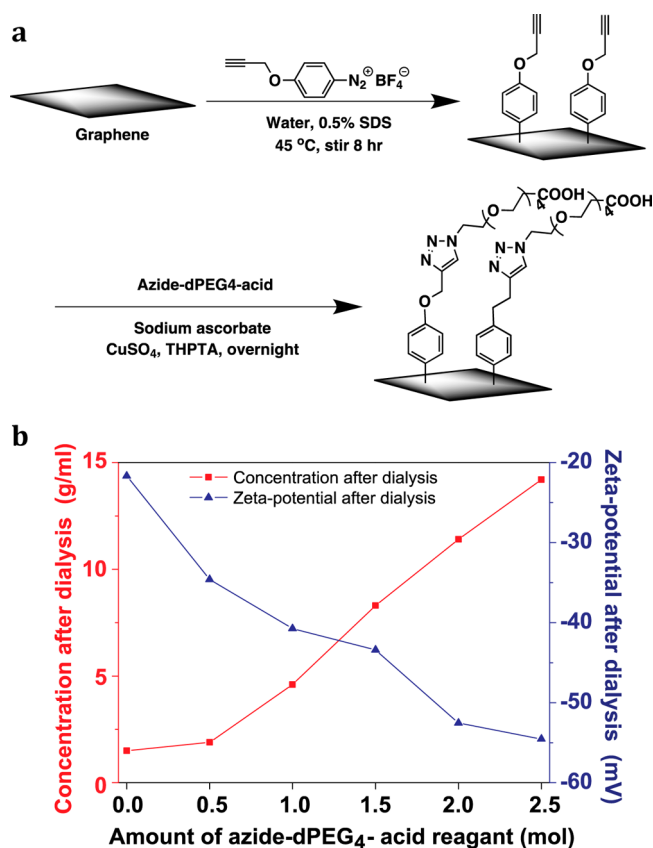 a
O
N₂⊕ BF₄⊖
Graphene
Water, 0.5% SDS
45 °C, stir 8 hr
O
O
Azide-dPEG4-acid
Sodium ascorbate
CuSO₄, THPTA, overnight
O
4
COOH
O
4
COOH
N
N
N
N
N
N
O
b
Concentration after dialysis (g/ml)
Zeta-potential after dialysis (mV)
Concentration after dialysis
Zeta-potential after dialysis
15
10
5
0
-20
-30
-40
-50
-60
0.0 0.5 1.0 1.5 2.0 2.5
Amount of azide-dPEG₄- acid reagant (mol)